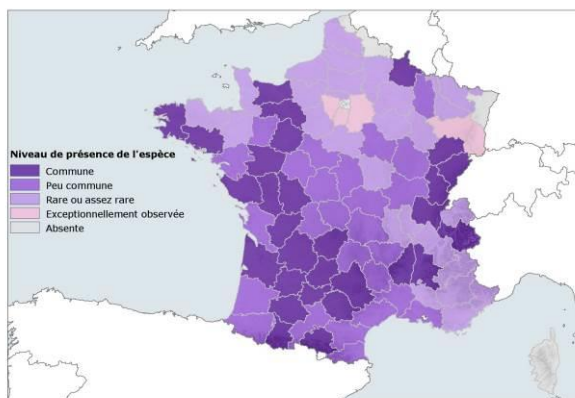 Niveau de présence de l'espèce
Commune
Peu commune
Rare ou assez rare
Exceptionnellement observée
Absente